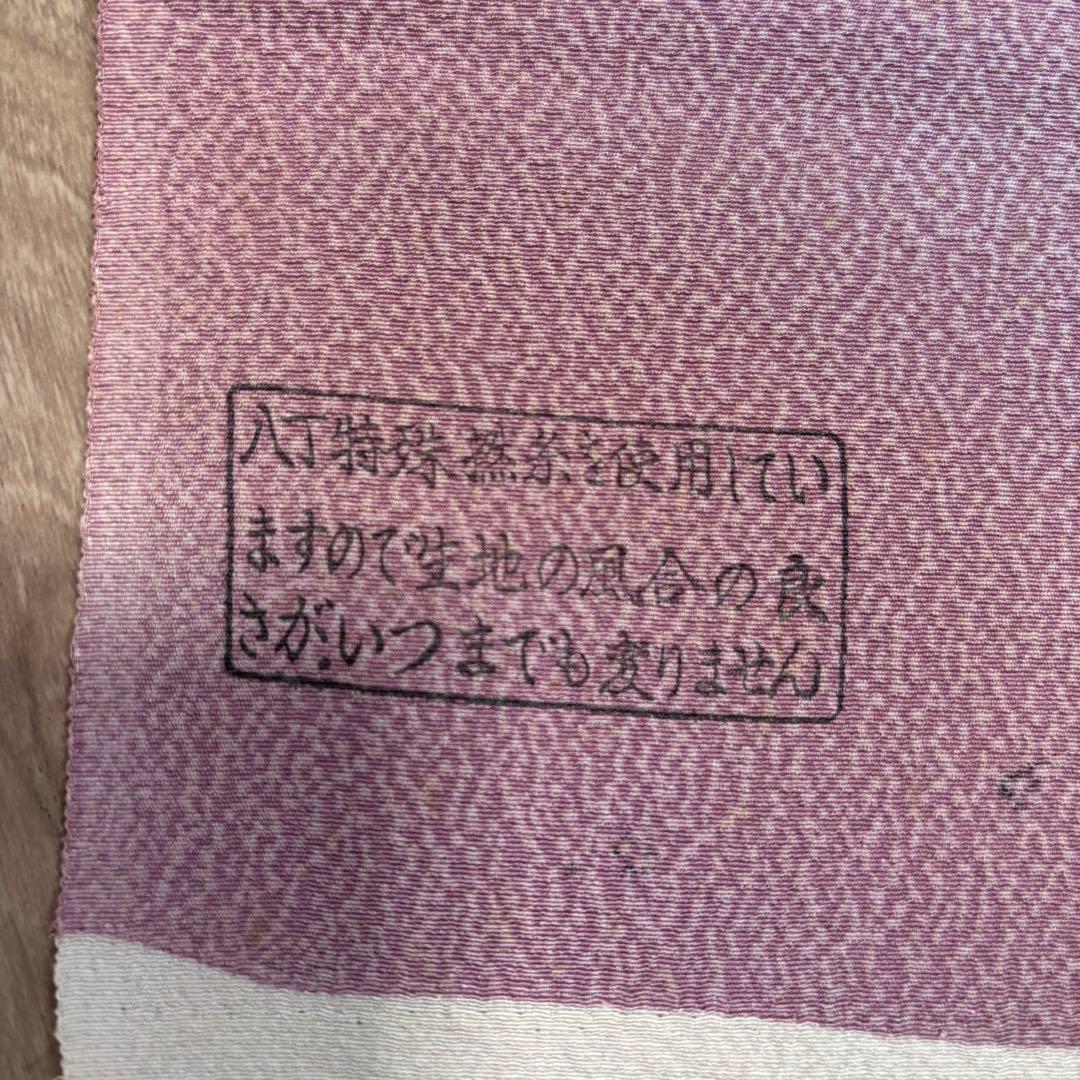 八丁特殊撚糸を使用してい
ますので生地の風合の良
さが、いつまでも変りません